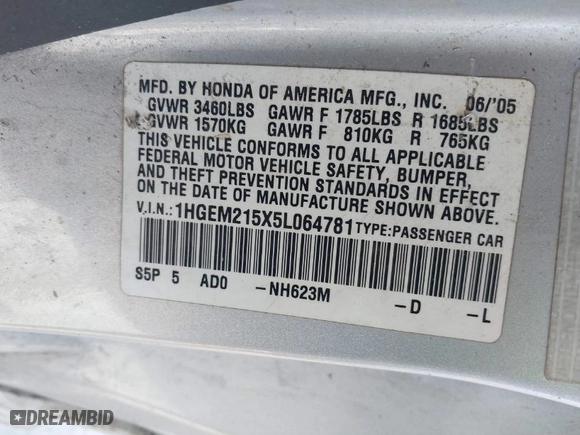 MFD. BY HONDA OF AMERICA MFG., INC. 06/'05
GVWR 3460LBS GAWR F 1785LBS R 1685LBS
GVWR 1570KG GAWR F 810KG R 765KG
THIS VEHICLE CONFORMS TO ALL APPLICABLE
FEDERAL MOTOR VEHICLE SAFETY, BUMPER,
AND THEFT PREVENTION STANDARDS IN EFFECT
ON THE DATE OF MANUFACTURE SHOWN ABOVE.
V.I.N.: 1HGEM215X5L064781 TYPE:PASSENGER CAR
S5P 5 AD0 -NH623M -D -L
DREAMBID